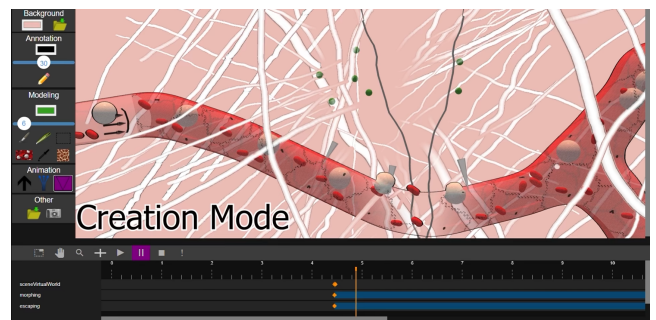 Background
Annotation
30
Modeling
6
Animation
Other
Creation Mode
0 1 2 3 4 5 6 7 8 9 10
sceneVirtualWorld
morphing
escaping